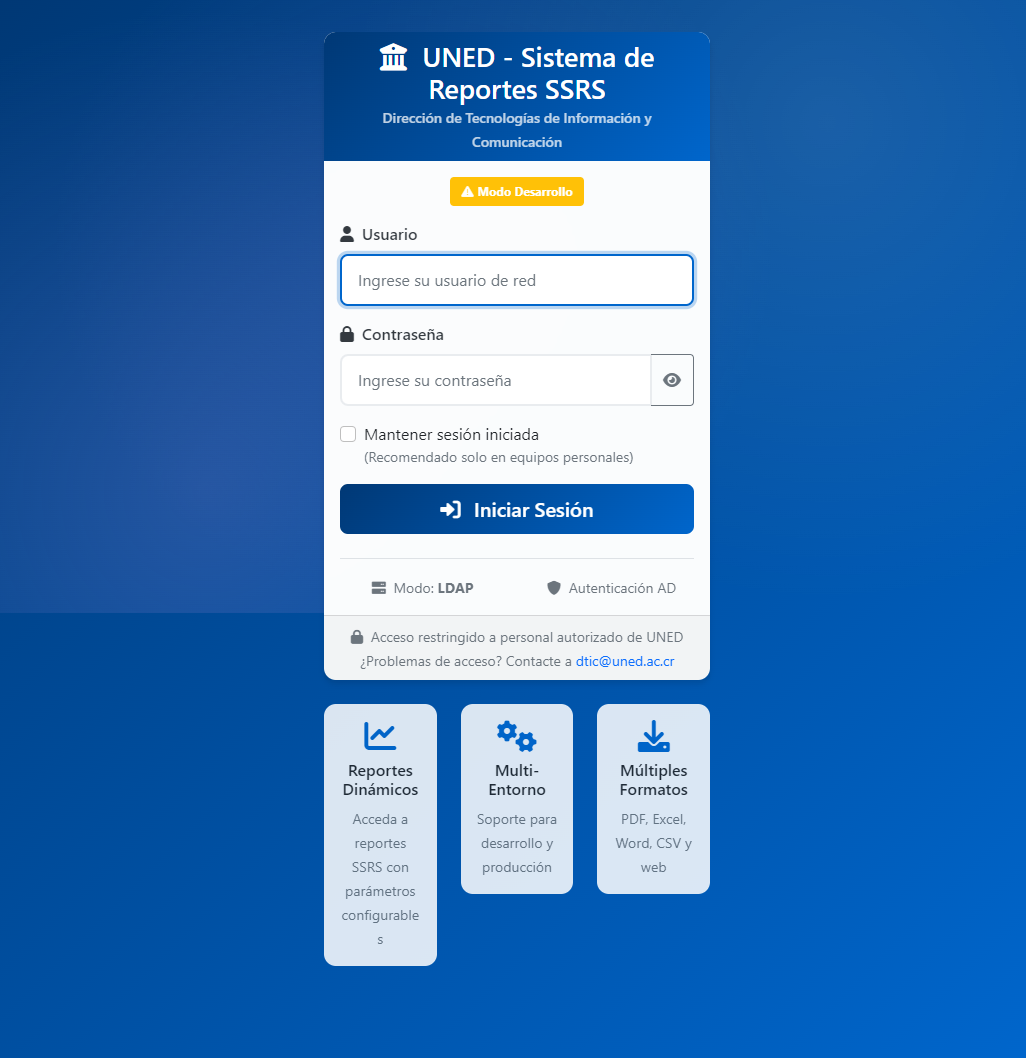 UNED - Sistema de
Reportes SSRS
Dirección de Tecnologías de Información y
Comunicación
Modo Desarrollo
Usuario
Ingrese su usuario de red
Contraseña
Ingrese su contraseña
Mantener sesión iniciada
(Recomendado solo en equipos personales)
Iniciar Sesión
Modo: LDAP
Autenticación AD
Acceso restringido a personal autorizado de UNED
¿Problemas de acceso? Contacte a dtic@uned.ac.cr
Reportes
Dinámicos
Acceda a
reportes
SSRS con
parámetros
configurable
s
Multi-
Entorno
Soporte para
desarrollo y
producción
Múltiples
Formatos
PDF, Excel,
Word, CSV y
web